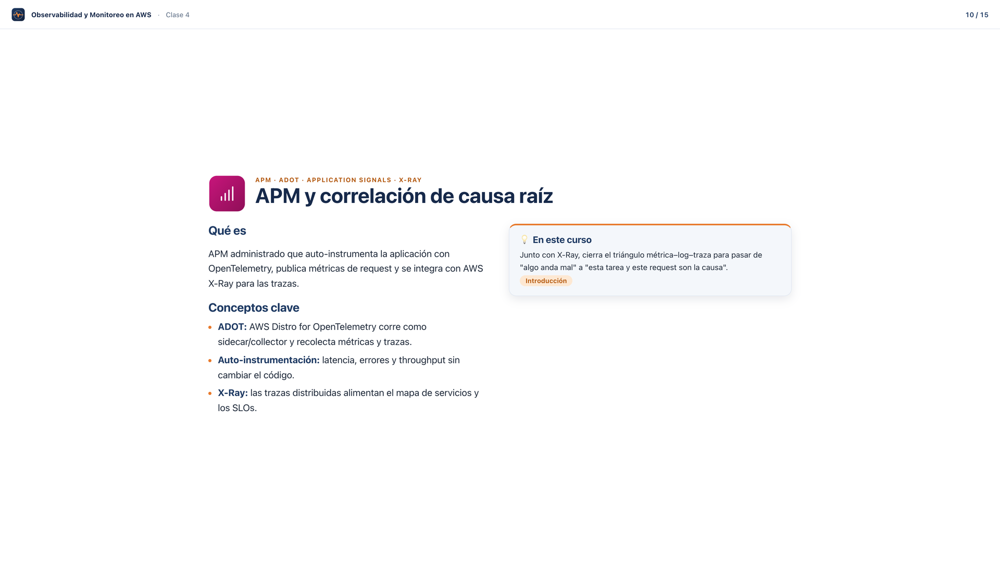 Observabilidad y Monitoreo en AWS · Clase 4
10 / 15
APM · ADOT · APPLICATION SIGNALS · X-RAY
APM y correlación de causa raíz
Qué es
APM administrado que auto-instrumenta la aplicación con
OpenTelemetry, publica métricas de request y se integra con AWS
X-Ray para las trazas.
Conceptos clave
• ADOT: AWS Distro for OpenTelemetry corre como
sidecar/collector y recolecta métricas y trazas.
• Auto-instrumentación: latencia, errores y throughput sin
cambiar el código.
• X-Ray: las trazas distribuidas alimentan el mapa de servicios y
los SLOs.
💡 En este curso
Junto con X-Ray, cierra el triángulo métrica–log–traza para pasar de
"algo anda mal" a "esta tarea y este request son la causa".
Introducción